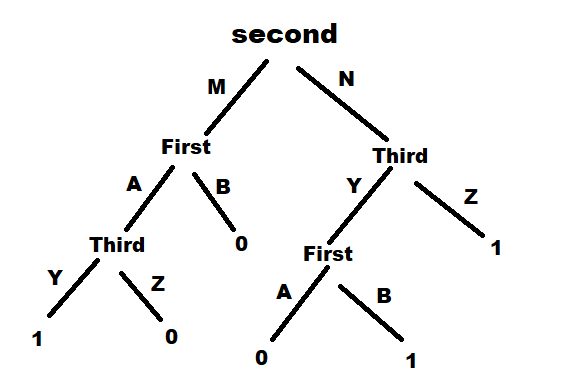 second
M N
First
Third
A B Y Z
Third 0 First 1
Y Z A B
1 0 0 1